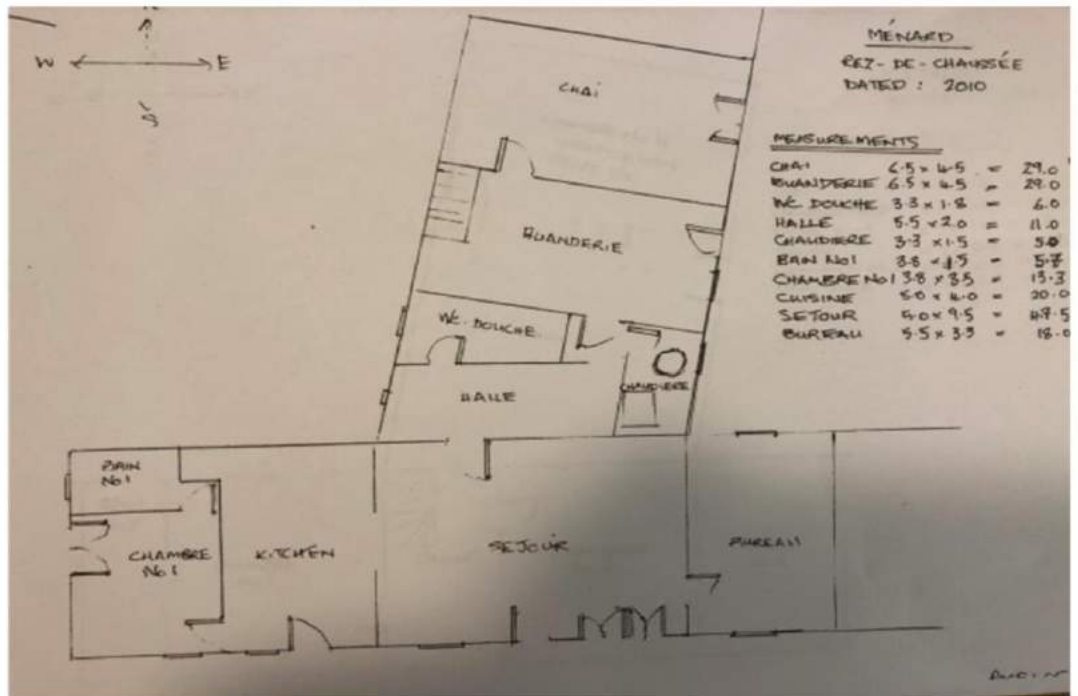 W E
MÉNARD
REZ-DE-CHAUSSÉE
DATED: 2010
MEASUREMENTS
CHAI 6.5 x 4.5 = 29.0
BUANDERIE 6.5 x 4.5 = 29.0
WC. DOUCHE 3.3 x 1.8 = 6.0
HALLE 5.5 x 2.0 = 11.0
CHAUDIERE 3.3 x 1.5 = 5.0
BAIN No1 3.8 x 1.5 = 5.7
CHAMBRE No1 3.8 x 3.5 = 13.3
CUISINE 5.0 x 4.0 = 20.0
SEJOUR 5.0 x 9.5 = 47.5
BUREAU 5.5 x 3.3 = 18.0
CHAI
BUANDERIE
WC. DOUCHE
CHAUDIERE
HALLE
BAIN
No1
CHAMBRE
No1
KITCHEN
SEJOUR
BUREAU